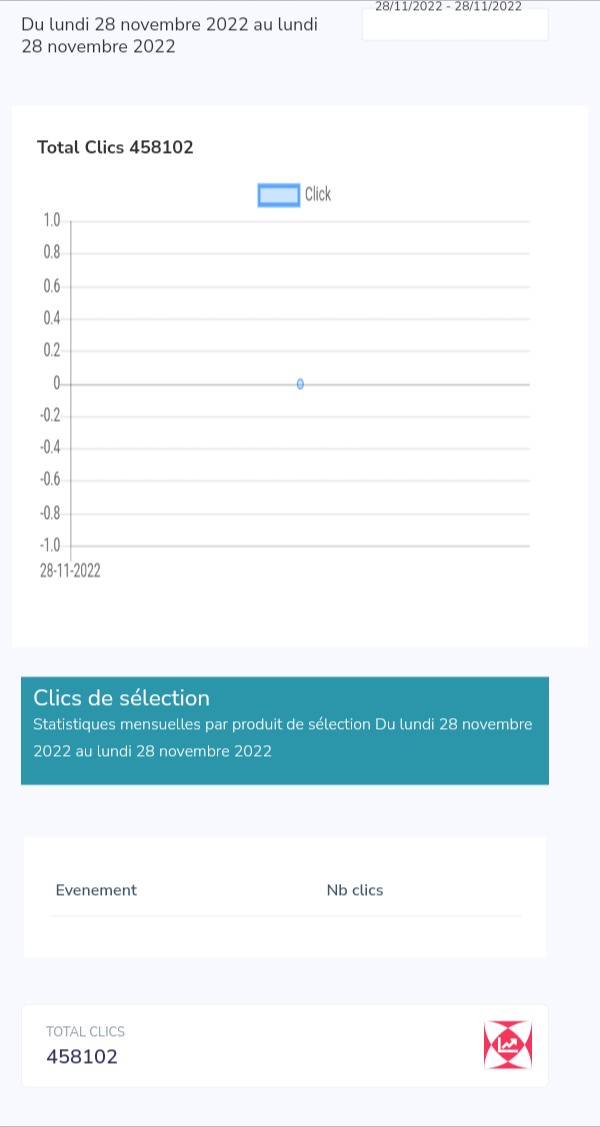 28/11/2022 - 28/11/2022
Du lundi 28 novembre 2022 au lundi
28 novembre 2022
Total Clics 458102
Click
1.0
0.8
0.6
0.4
0.2
0
-0.2
-0.4
-0.6
-0.8
-1.0
28-11-2022
Clics de sélection
Statistiques mensuelles par produit de sélection Du lundi 28 novembre
2022 au lundi 28 novembre 2022
Evenement Nb clics
TOTAL CLICS
458102